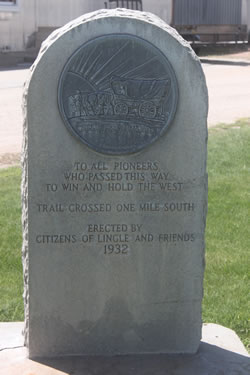 TO ALL PIONEERS
WHO PASSED THIS WAY
TO WIN AND HOLD THE WEST
TRAIL CROSSED ONE MILE SOUTH
ERECTED BY
CITIZENS OF LINGLE AND FRIENDS
1932